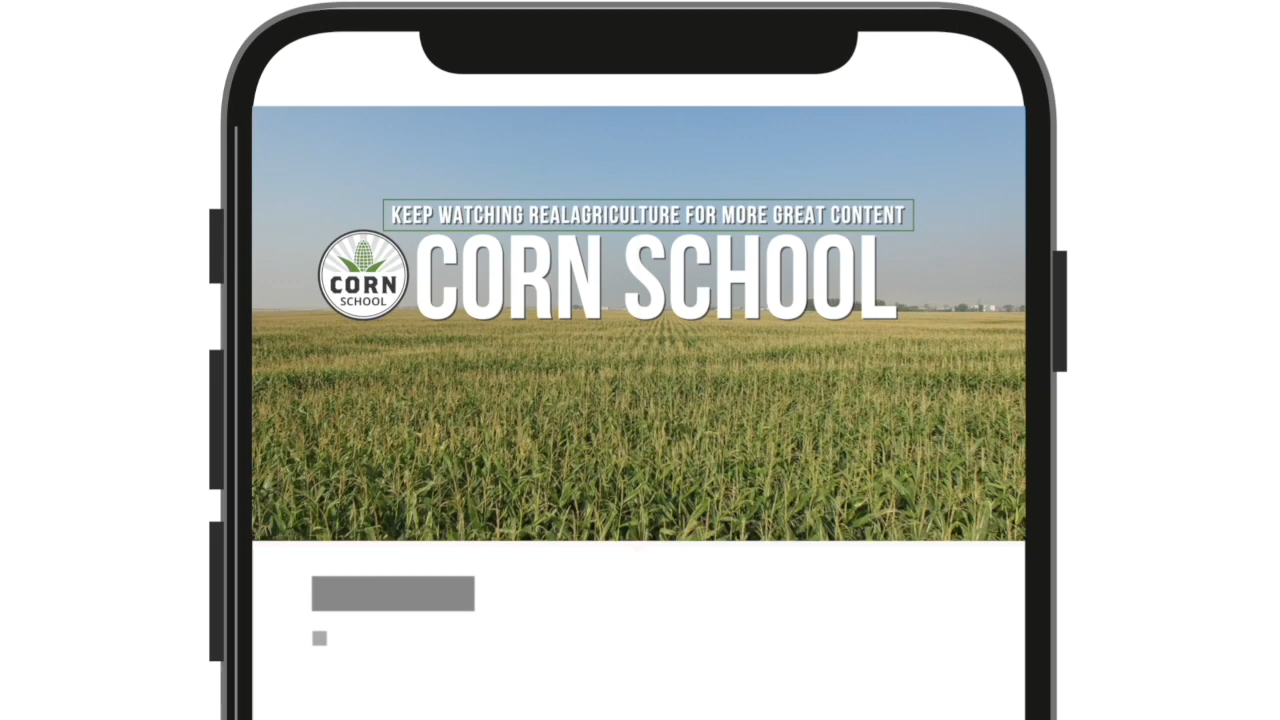 KEEP WATCHING REALAGRICULTURE FOR MORE GREAT CONTENT
CORN SCHOOL
CORN
SCHOOL